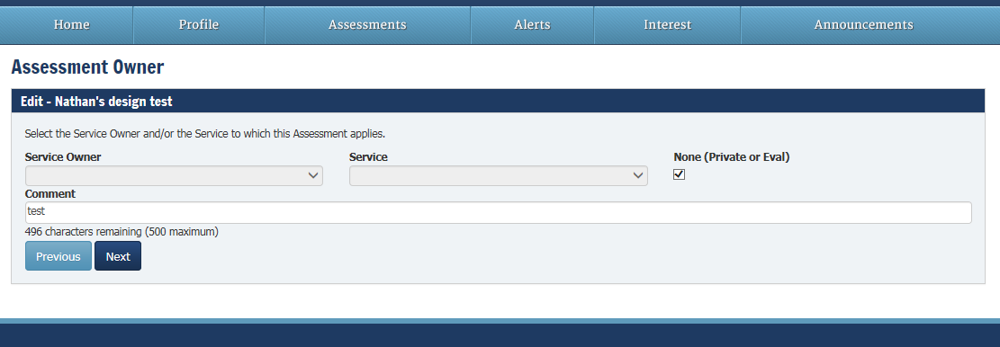 Home Profile Assessments Alerts Interest Announcements
Assessment Owner
Edit - Nathan's design test
Select the Service Owner and/or the Service to which this Assessment applies.
Service Owner Service None (Private or Eval)
Comment
test
496 characters remaining (500 maximum)
Previous Next